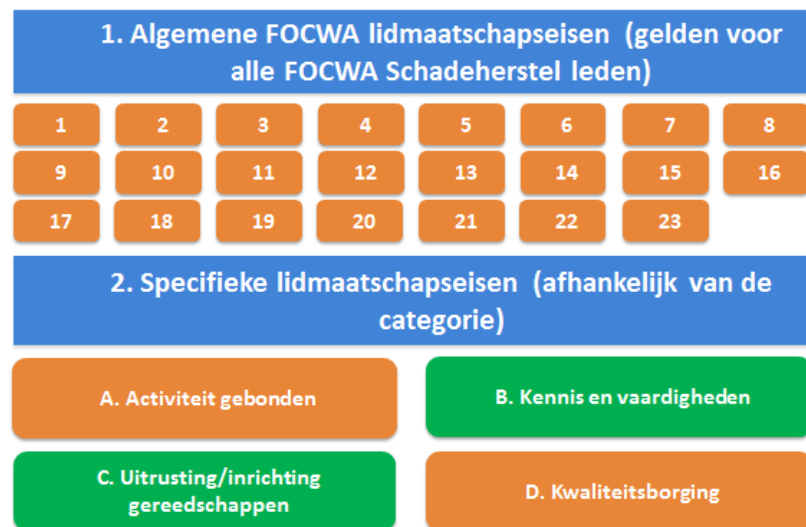 1. Algemene FOCWA lidmaatschapseisen (gelden voor
alle FOCWA Schadeherstel leden)
1 2 3 4 5 6 7 8
9 10 11 12 13 14 15 16
17 18 19 20 21 22 23
2. Specifieke lidmaatschapseisen (afhankelijk van de
categorie)
A. Activiteit gebonden
B. Kennis en vaardigheden
C. Uitrusting/inrichting
gereedschappen
D. Kwaliteitsborging